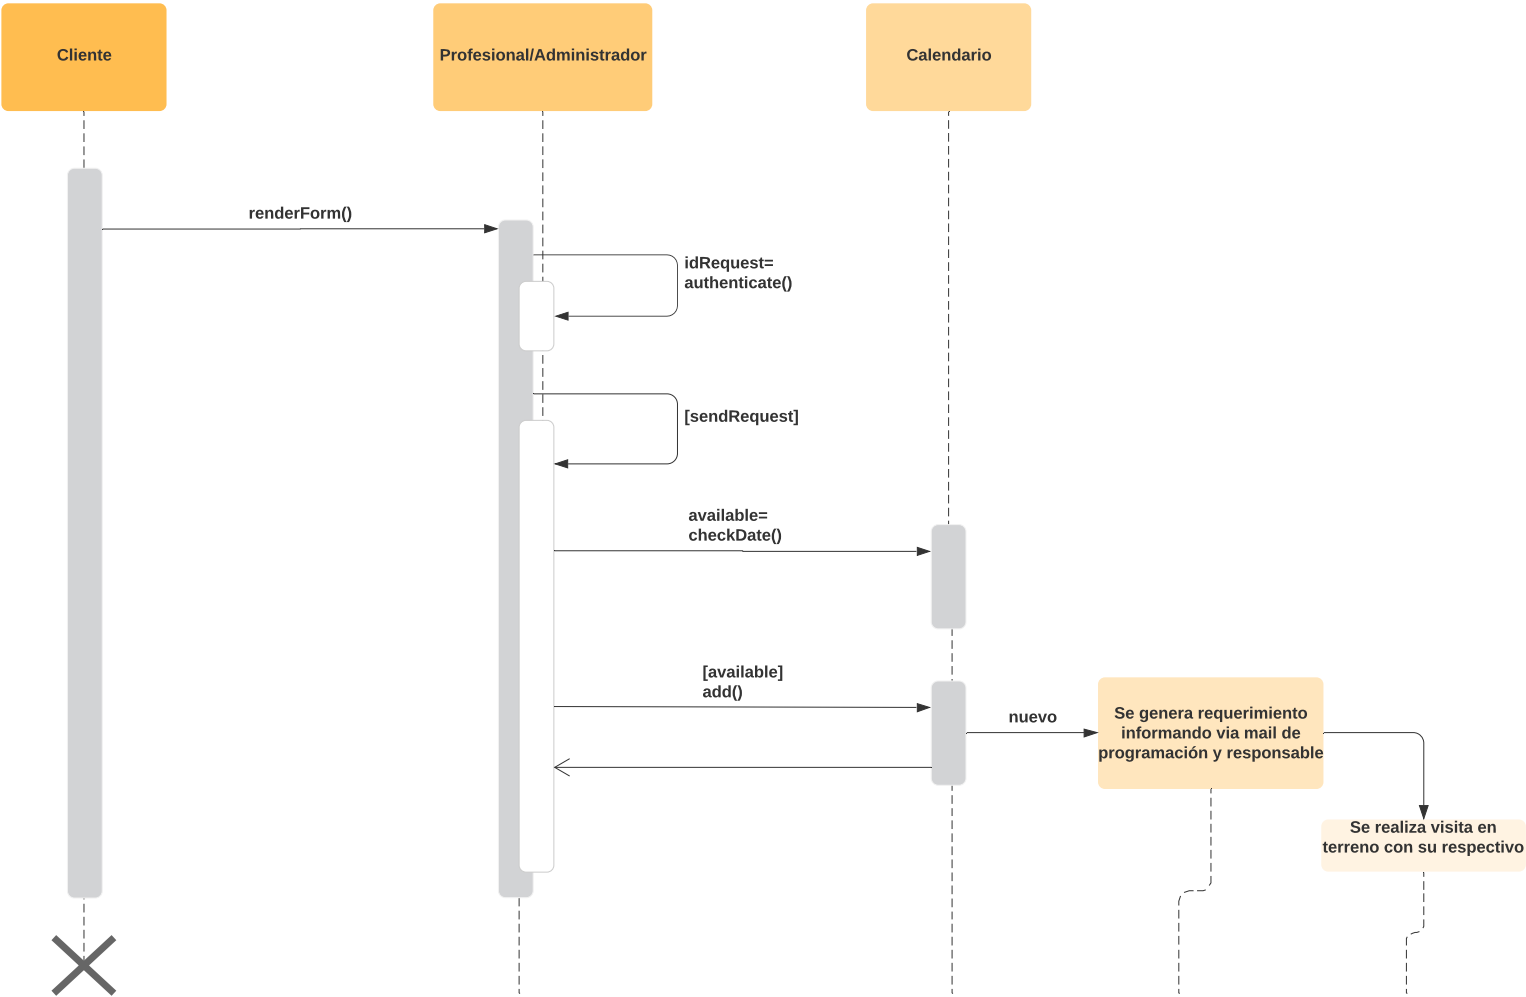 Cliente
Profesional/Administrador
Calendario
renderForm()
idRequest=
authenticate()
[sendRequest]
available=
checkDate()
[available]
add()
nuevo
Se genera requerimiento
informando via mail de
programación y responsable
Se realiza visita en
terreno con su respectivo